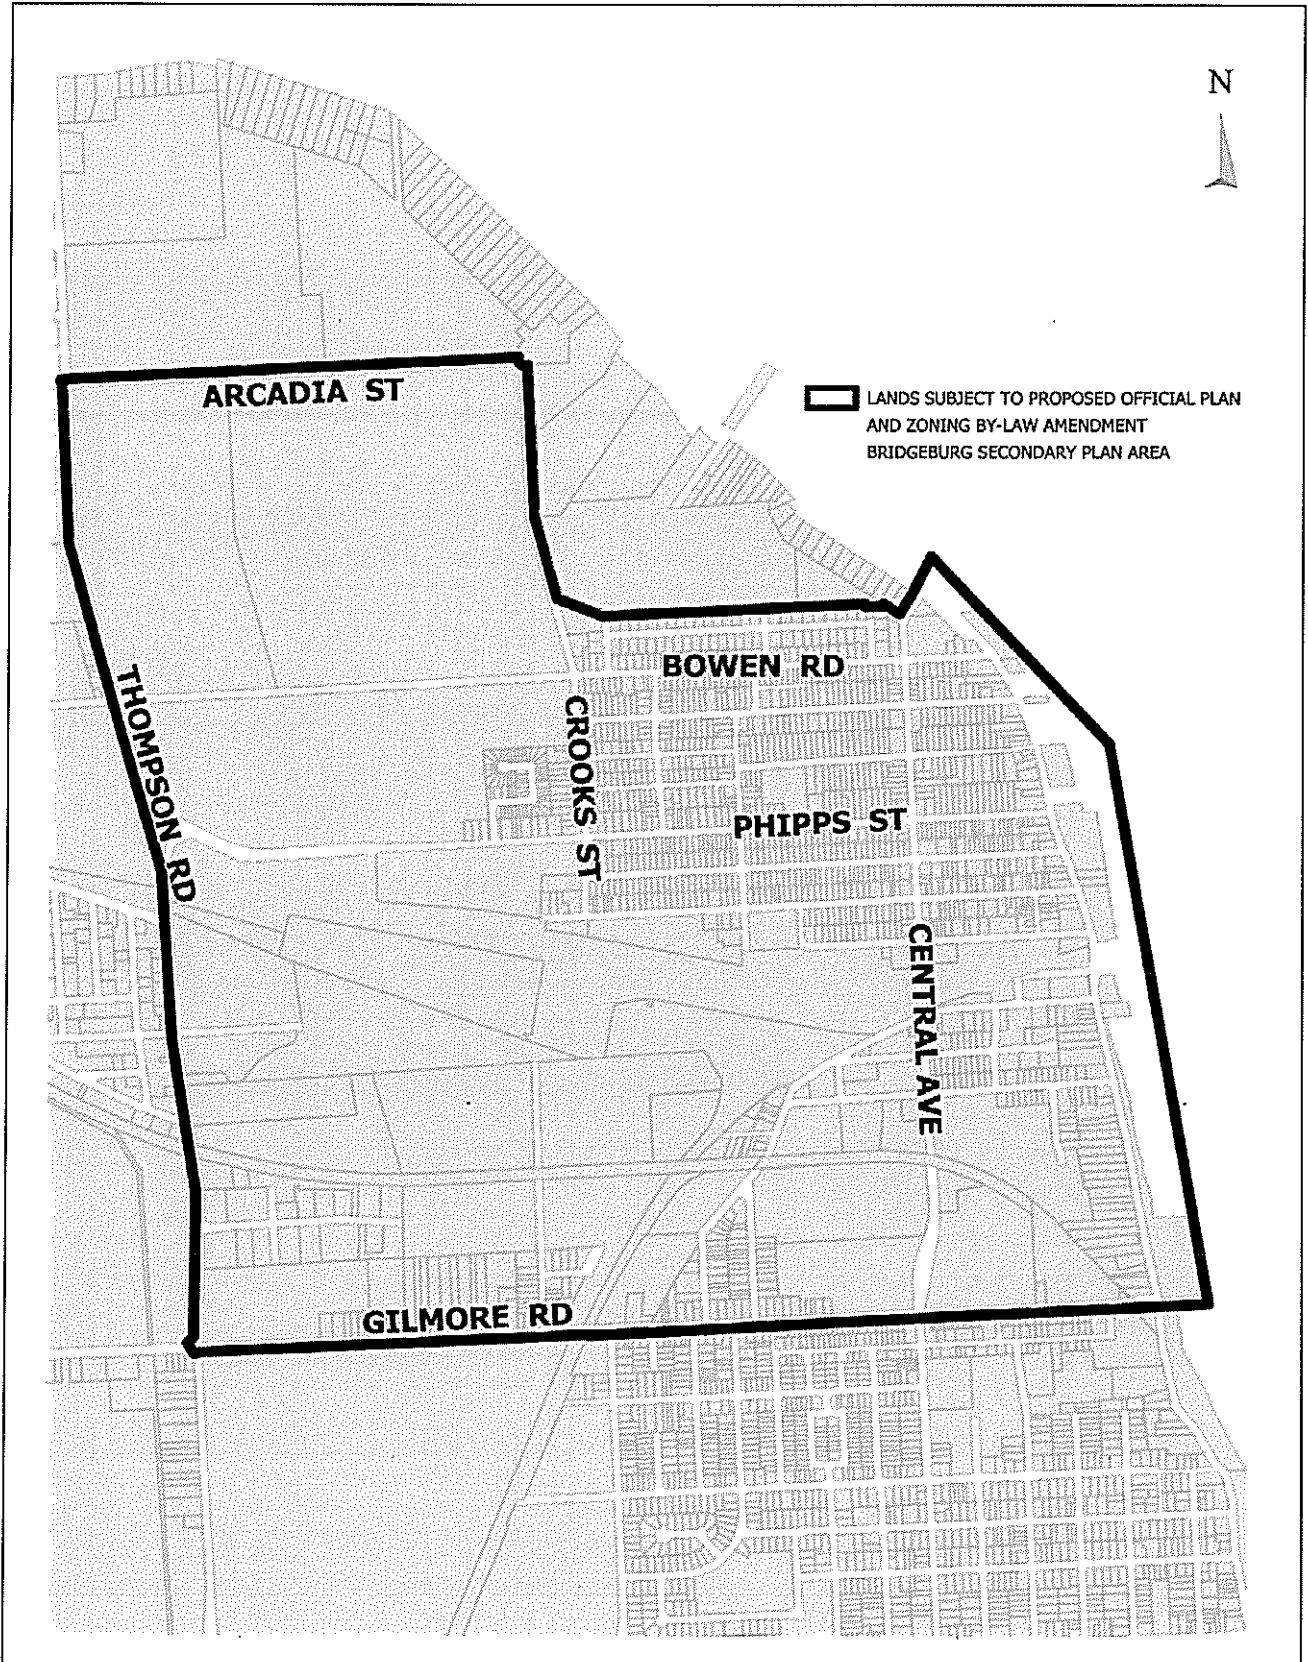 N
ARCADIA ST
LANDS SUBJECT TO PROPOSED OFFICIAL PLAN
AND ZONING BY-LAW AMENDMENT
BRIDGEBURG SECONDARY PLAN AREA
BOWEN RD
THOMPSON RD
CROOKS ST
PHIPPS ST
CENTRAL AVE
GILMORE RD